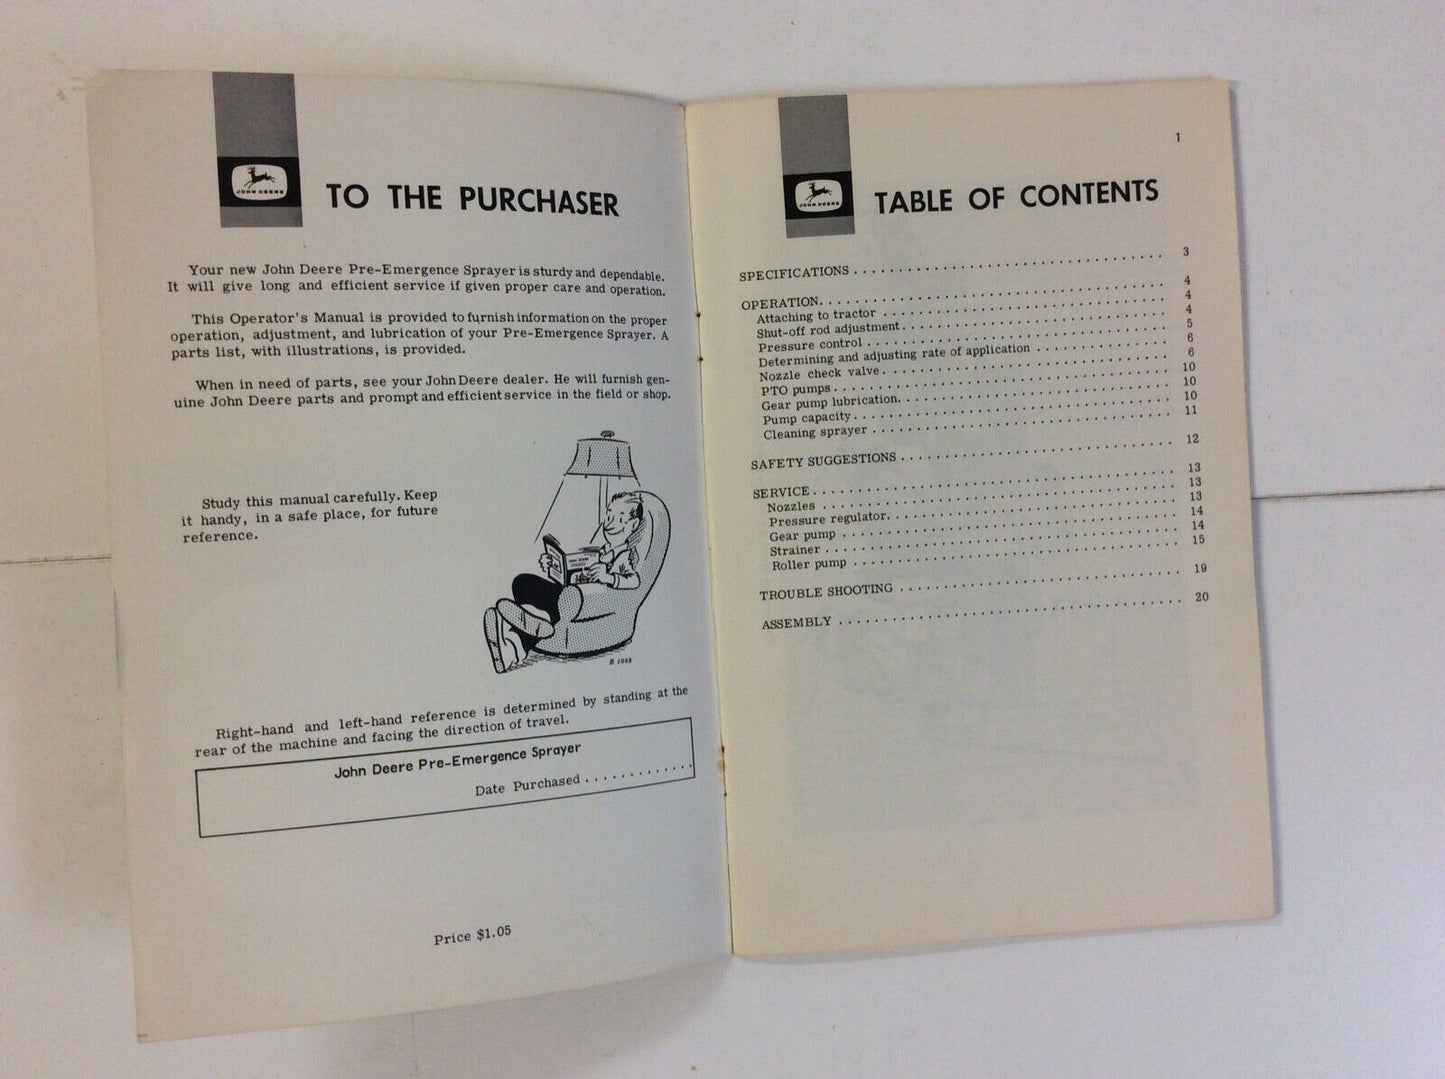 JOHN DEERE
TO THE PURCHASER
Your new John Deere Pre-Emergence Sprayer is sturdy and dependable.
It will give long and efficient service if given proper care and operation.
This Operator's Manual is provided to furnish information on the proper
operation, adjustment, and lubrication of your Pre-Emergence Sprayer. A
parts list, with illustrations, is provided.
When in need of parts, see your John Deere dealer. He will furnish gen-
uine John Deere parts and prompt and efficient service in the field or shop.
Study this manual carefully. Keep
it handy, in a safe place, for future
reference.
Right-hand and left-hand reference is determined by standing at the
rear of the machine and facing the direction of travel.
John Deere Pre-Emergence Sprayer
Date Purchased . . . . . . . . . . . . .
Price $1.05
1
JOHN DEERE
TABLE OF CONTENTS
SPECIFICATIONS . . . . . . . . . . 3
OPERATION. . . . . . . . . . 4
Attaching to tractor . . . . . . . . . . 4
Shut-off rod adjustment. . . . . . . . . . 4
Pressure control . . . . . . . . . . 5
Determining and adjusting rate of application . . . . . . . . . . 6
Nozzle check valve. . . . . . . . . . 6
PTO pumps. . . . . . . . . . 10
Gear pump lubrication. . . . . . . . . . 10
Pump capacity. . . . . . . . . . 10
Cleaning sprayer . . . . . . . . . . 11
SAFETY SUGGESTIONS . . . . . . . . . . 12
SERVICE. . . . . . . . . . 13
Nozzles . . . . . . . . . . 13
Pressure regulator. . . . . . . . . . 13
Gear pump . . . . . . . . . . 14
Strainer . . . . . . . . . . 14
Roller pump . . . . . . . . . . 15
TROUBLE SHOOTING . . . . . . . . . . 19
ASSEMBLY . . . . . . . . . . 20